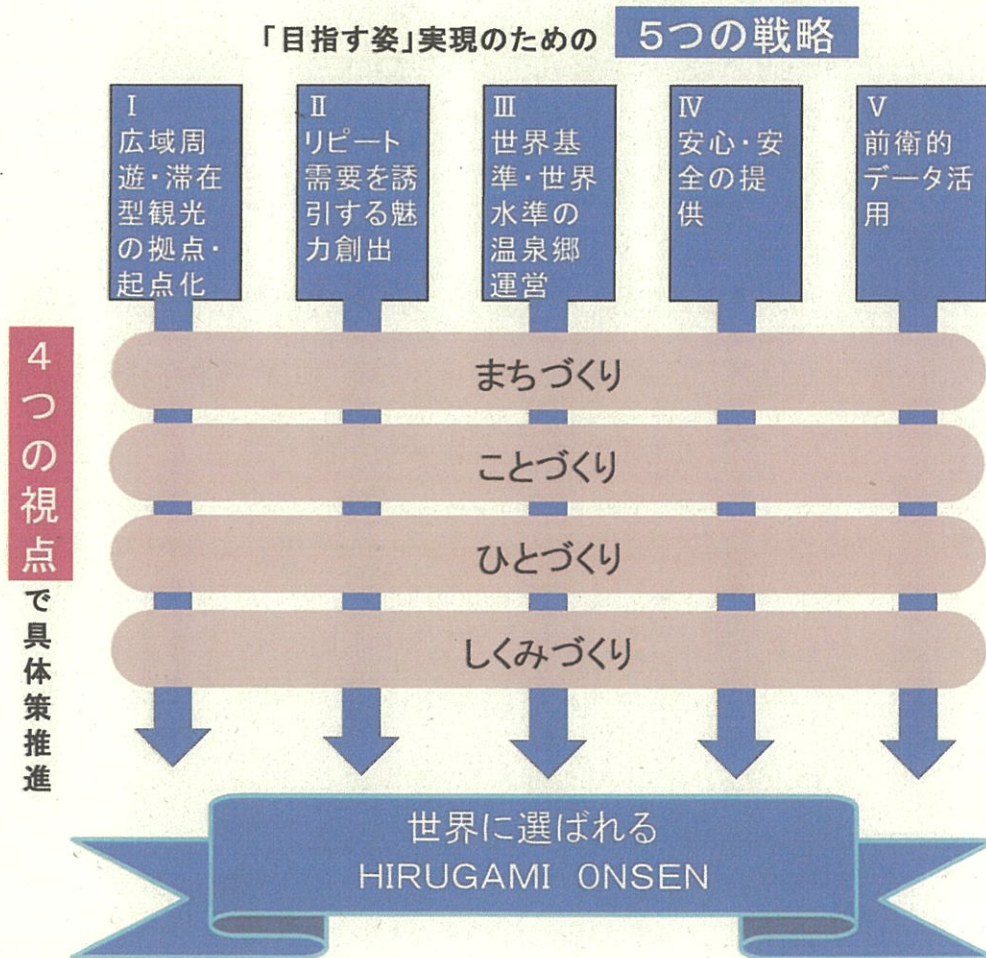 「目指す姿」実現のための 5つの戦略
Ⅰ
広域周
遊・滞在
型観光
の拠点・
起点化
Ⅱ
リピート
需要を誘
引する魅
力創出
Ⅲ
世界基
準・世界
水準の
温泉郷
運営
Ⅳ
安心・安
全の提
供
Ⅴ
前衛的
データ活
用
4つの視点で具体策推進
まちづくり
ことづくり
ひとづくり
しくみづくり
世界に選ばれる
HIRUGAMI ONSEN